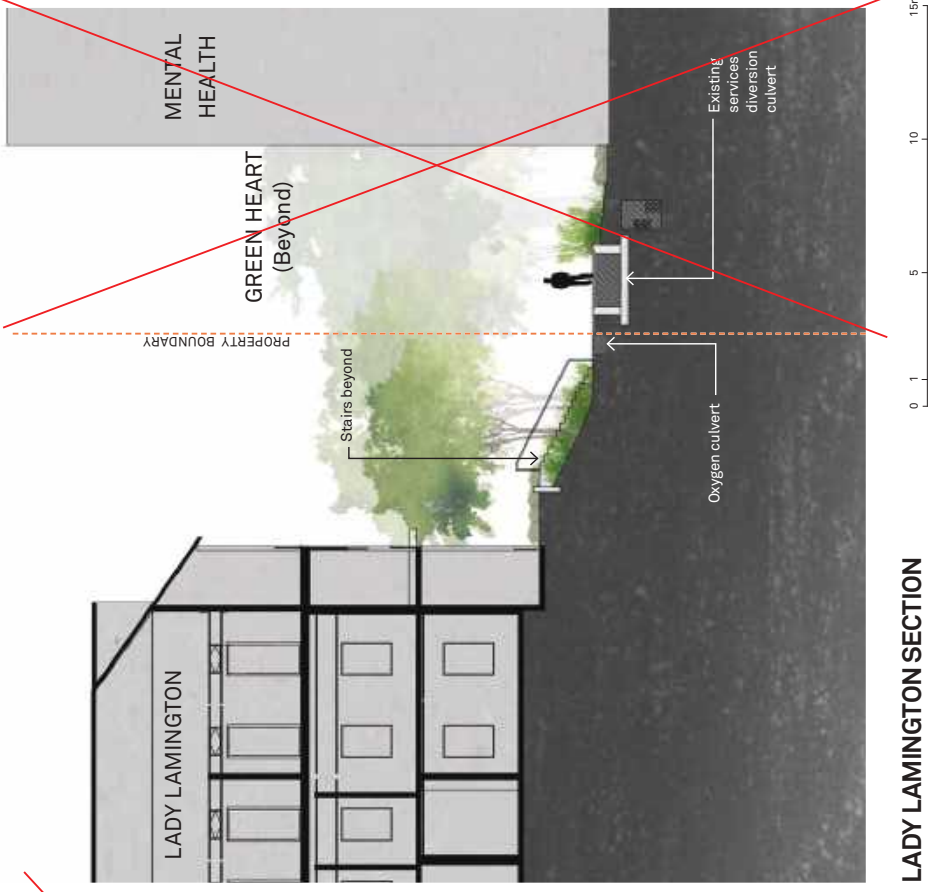 MENTAL
HEALTH
GREEN HEART
(Beyond)
PROPERTY BOUNDARY
Stairs beyond
LADY LAMINGTON
Existing
services
diversion
culvert
Oxygen culvert
LADY LAMINGTON SECTION
0 1 5 10